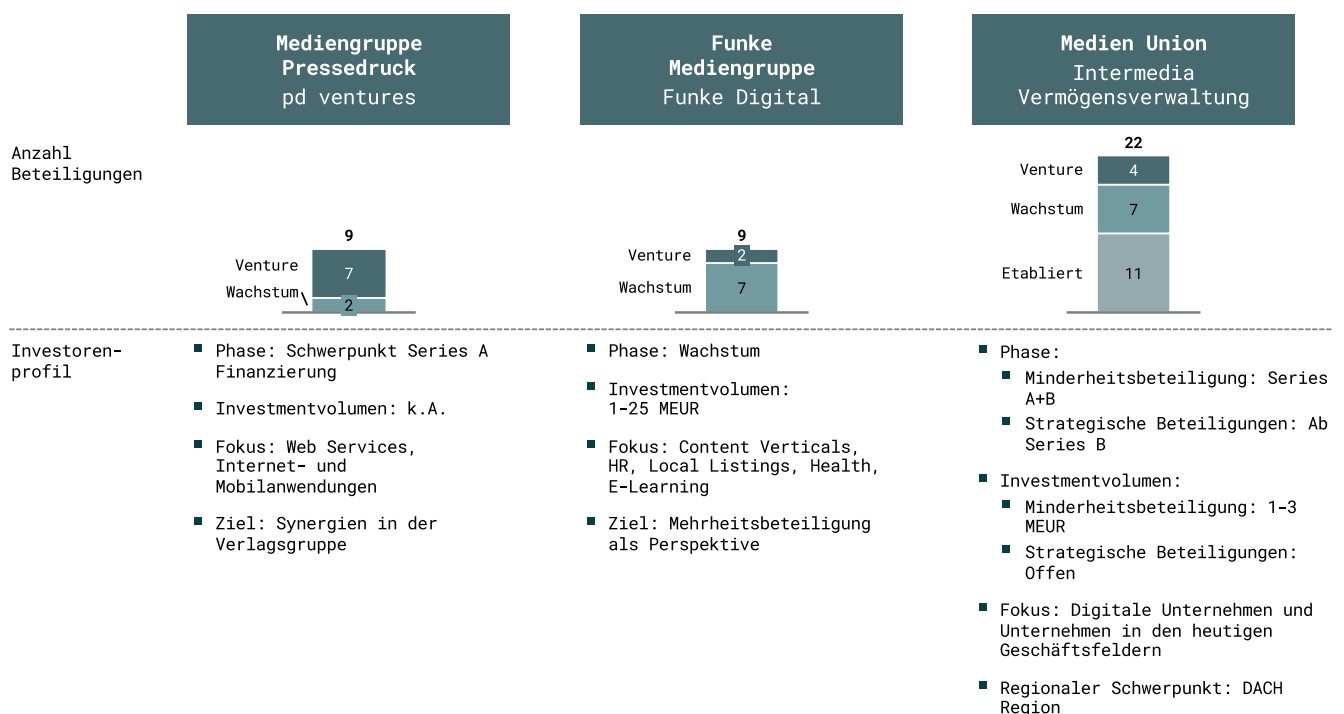 Mediengruppe
Pressedruck
pd ventures
Funke
Mediengruppe
Funke Digital
Medien Union
Intermedia
Vermögensverwaltung
Anzahl
Beteiligungen
9
Venture
7
Wachstum
2
9
Venture
2
Wachstum
7
22
Venture
4
Wachstum
7
Etabliert
11
Investoren-
profil
▪ Phase: Schwerpunkt Series A
Finanzierung
▪ Investmentvolumen: k.A.
▪ Fokus: Web Services,
Internet- und
Mobilanwendungen
▪ Ziel: Synergien in der
Verlagsgruppe
▪ Phase: Wachstum
▪ Investmentvolumen:
1–25 MEUR
▪ Fokus: Content Verticals,
HR, Local Listings, Health,
E-Learning
▪ Ziel: Mehrheitsbeteiligung
als Perspektive
▪ Phase:
▪ Minderheitsbeteiligung: Series
A+B
▪ Strategische Beteiligungen: Ab
Series B
▪ Investmentvolumen:
▪ Minderheitsbeteiligung: 1–3
MEUR
▪ Strategische Beteiligungen:
Offen
▪ Fokus: Digitale Unternehmen und
Unternehmen in den heutigen
Geschäftsfeldern
▪ Regionaler Schwerpunkt: DACH
Region